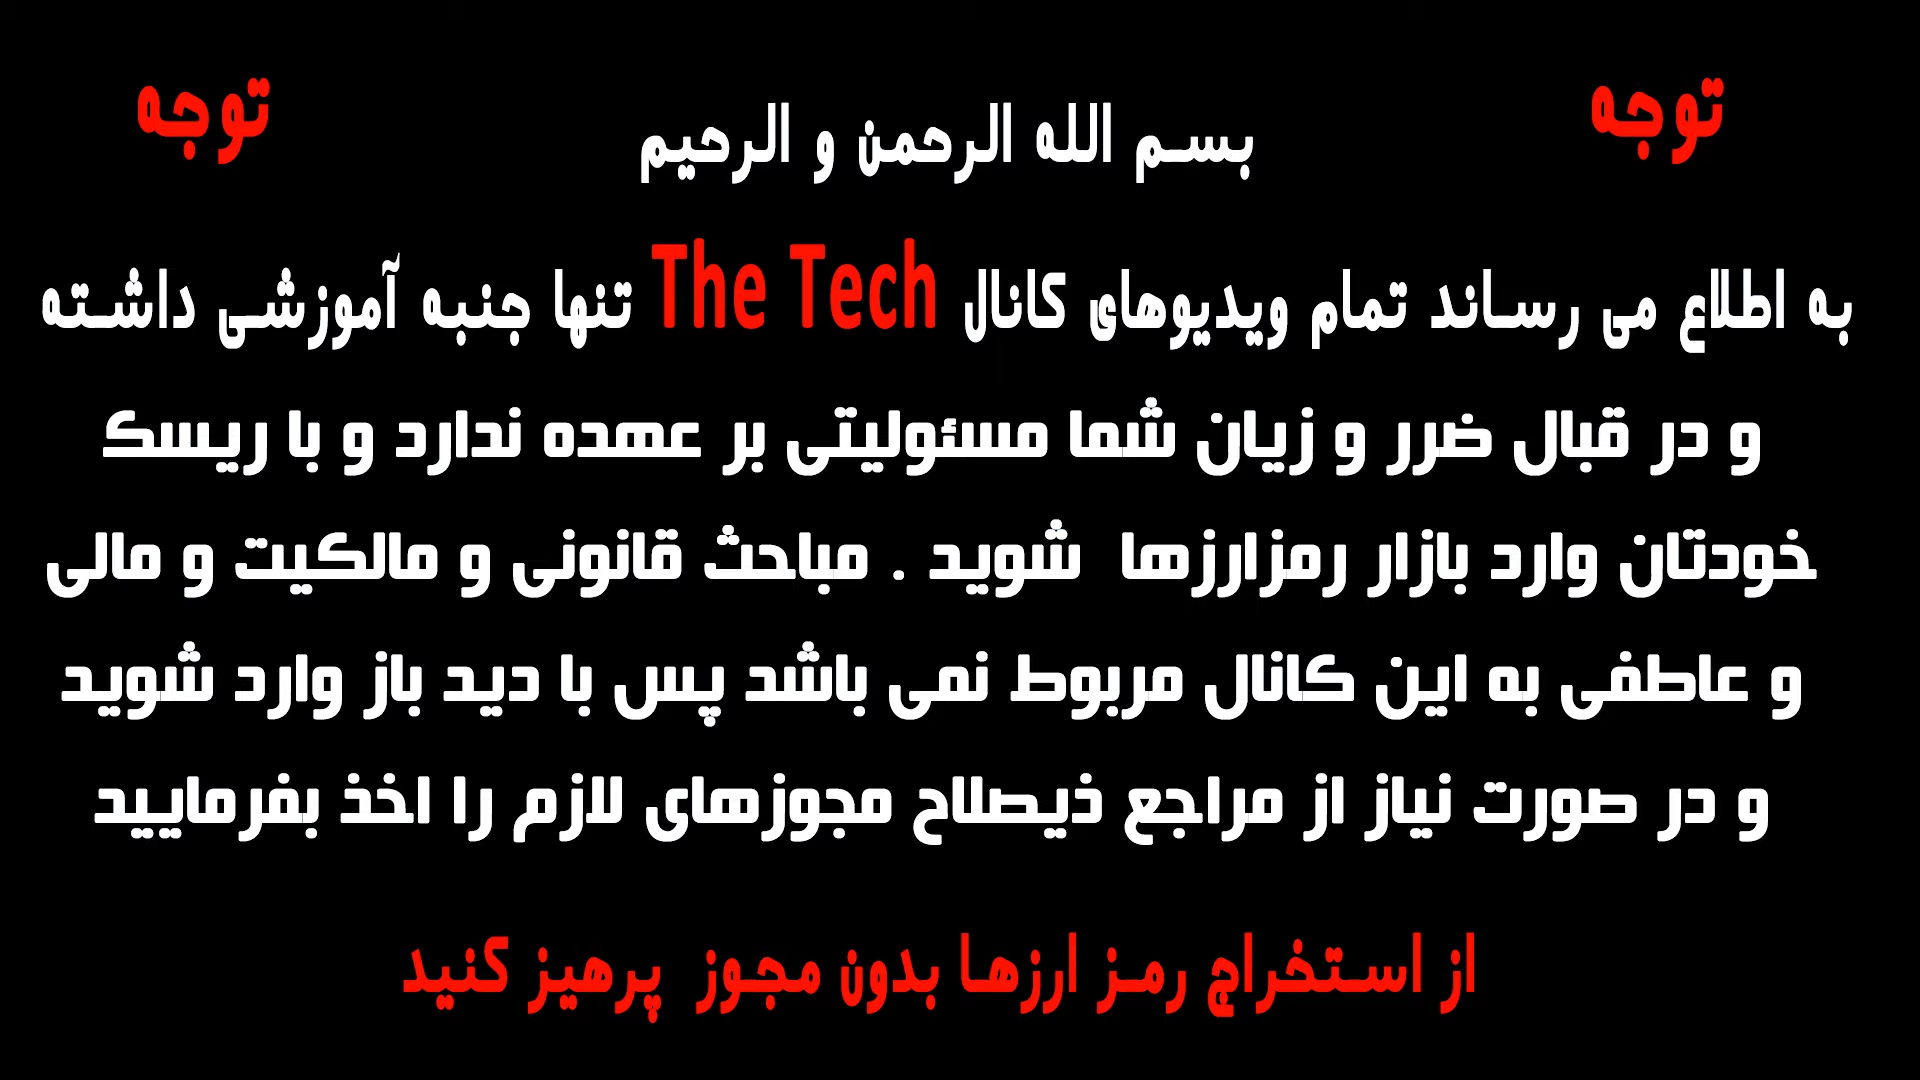 توجه
توجه
بسم الله الرحمن و الرحیم
به اطلاع می رساند تمام ویدیوهای کانال The Tech تنها جنبه آموزشی داشته
و در قبال ضرر و زیان شما مسئولیتی بر عهده ندارد و با ریسک
خودتان وارد بازار رمزارزها شوید . مباحث قانونی و مالکیت و مالی
و عاطفی به این کانال مربوط نمی باشد پس با دید باز وارد شوید
و در صورت نیاز از مراجع ذیصلاح مجوزهای لازم را اخذ بفرمایید
از استخراج رمز ارزها بدون مجوز پرهیز کنید